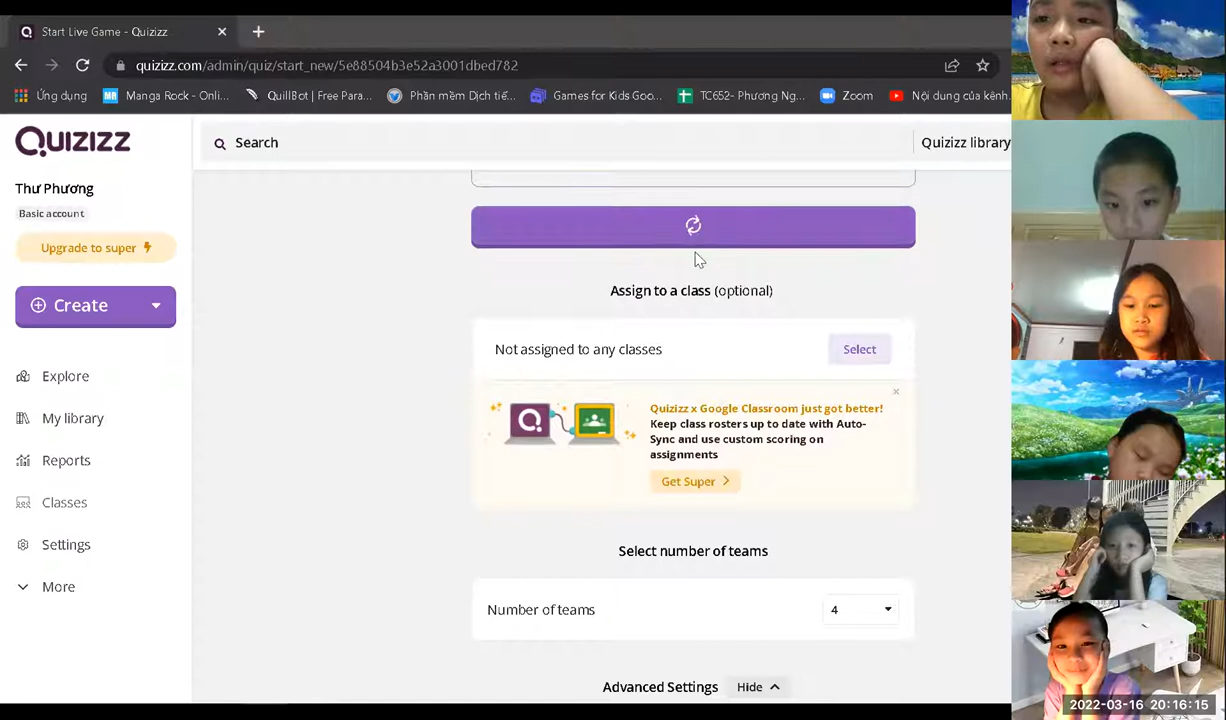 Start Live Game - Quizizz
quizizz.com/admin/quiz/start_new/5e88504b3e52a3001dbed782
Ứng dụng
MR
Manga Rock - Onli...
QuillBot | Free Para...
Phần mềm Dịch tiế...
Games for Kids Goo...
TC652- Phương Ng...
Zoom
Nội dung của kênh
QUIZIZZ
Search
Quizizz library
Thư Phương
Basic account
Upgrade to super
Create
Explore
My library
Reports
Classes
Settings
More
Assign to a class (optional)
Not assigned to any classes
Select
Quizizz x Google Classroom just got better!
Keep class rosters up to date with Auto-
Sync and use custom scoring on
assignments
Get Super
Select number of teams
Number of teams
4
Advanced Settings
Hide
2022-03-16 20:16:15